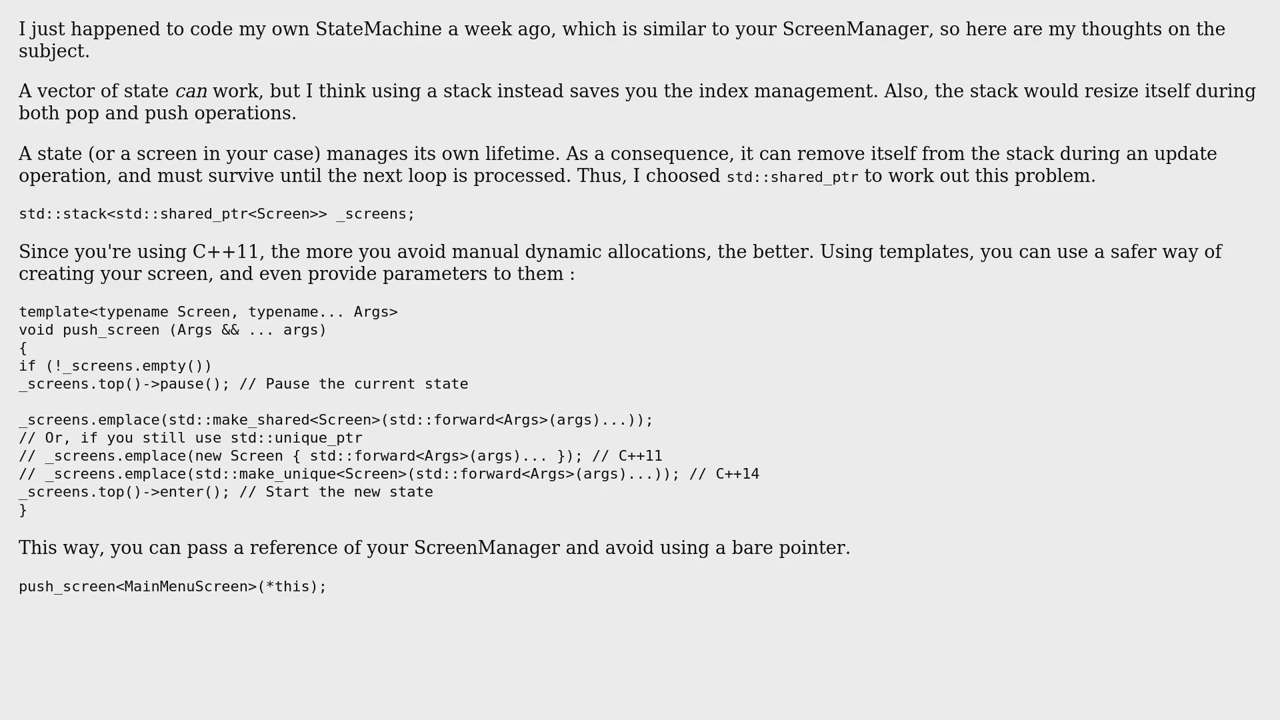 I just happened to code my own StateMachine a week ago, which is similar to your ScreenManager, so here are my thoughts on the
subject.
A vector of state can work, but I think using a stack instead saves you the index management. Also, the stack would resize itself during
both pop and push operations.
A state (or a screen in your case) manages its own lifetime. As a consequence, it can remove itself from the stack during an update
operation, and must survive until the next loop is processed. Thus, I choosed std::shared_ptr to work out this problem.
std::stack<std::shared_ptr<Screen>> _screens;
Since you're using C++11, the more you avoid manual dynamic allocations, the better. Using templates, you can use a safer way of
creating your screen, and even provide parameters to them :
template<typename Screen, typename... Args>
void push_screen (Args && ... args)
{
if (!_screens.empty())
_screens.top()->pause(); // Pause the current state
_screens.emplace(std::make_shared<Screen>(std::forward<Args>(args)...));
// Or, if you still use std::unique_ptr
// _screens.emplace(new Screen { std::forward<Args>(args)... }); // C++11
// _screens.emplace(std::make_unique<Screen>(std::forward<Args>(args)...)); // C++14
_screens.top()->enter(); // Start the new state
}
This way, you can pass a reference of your ScreenManager and avoid using a bare pointer.
push_screen<MainMenuScreen>(*this);